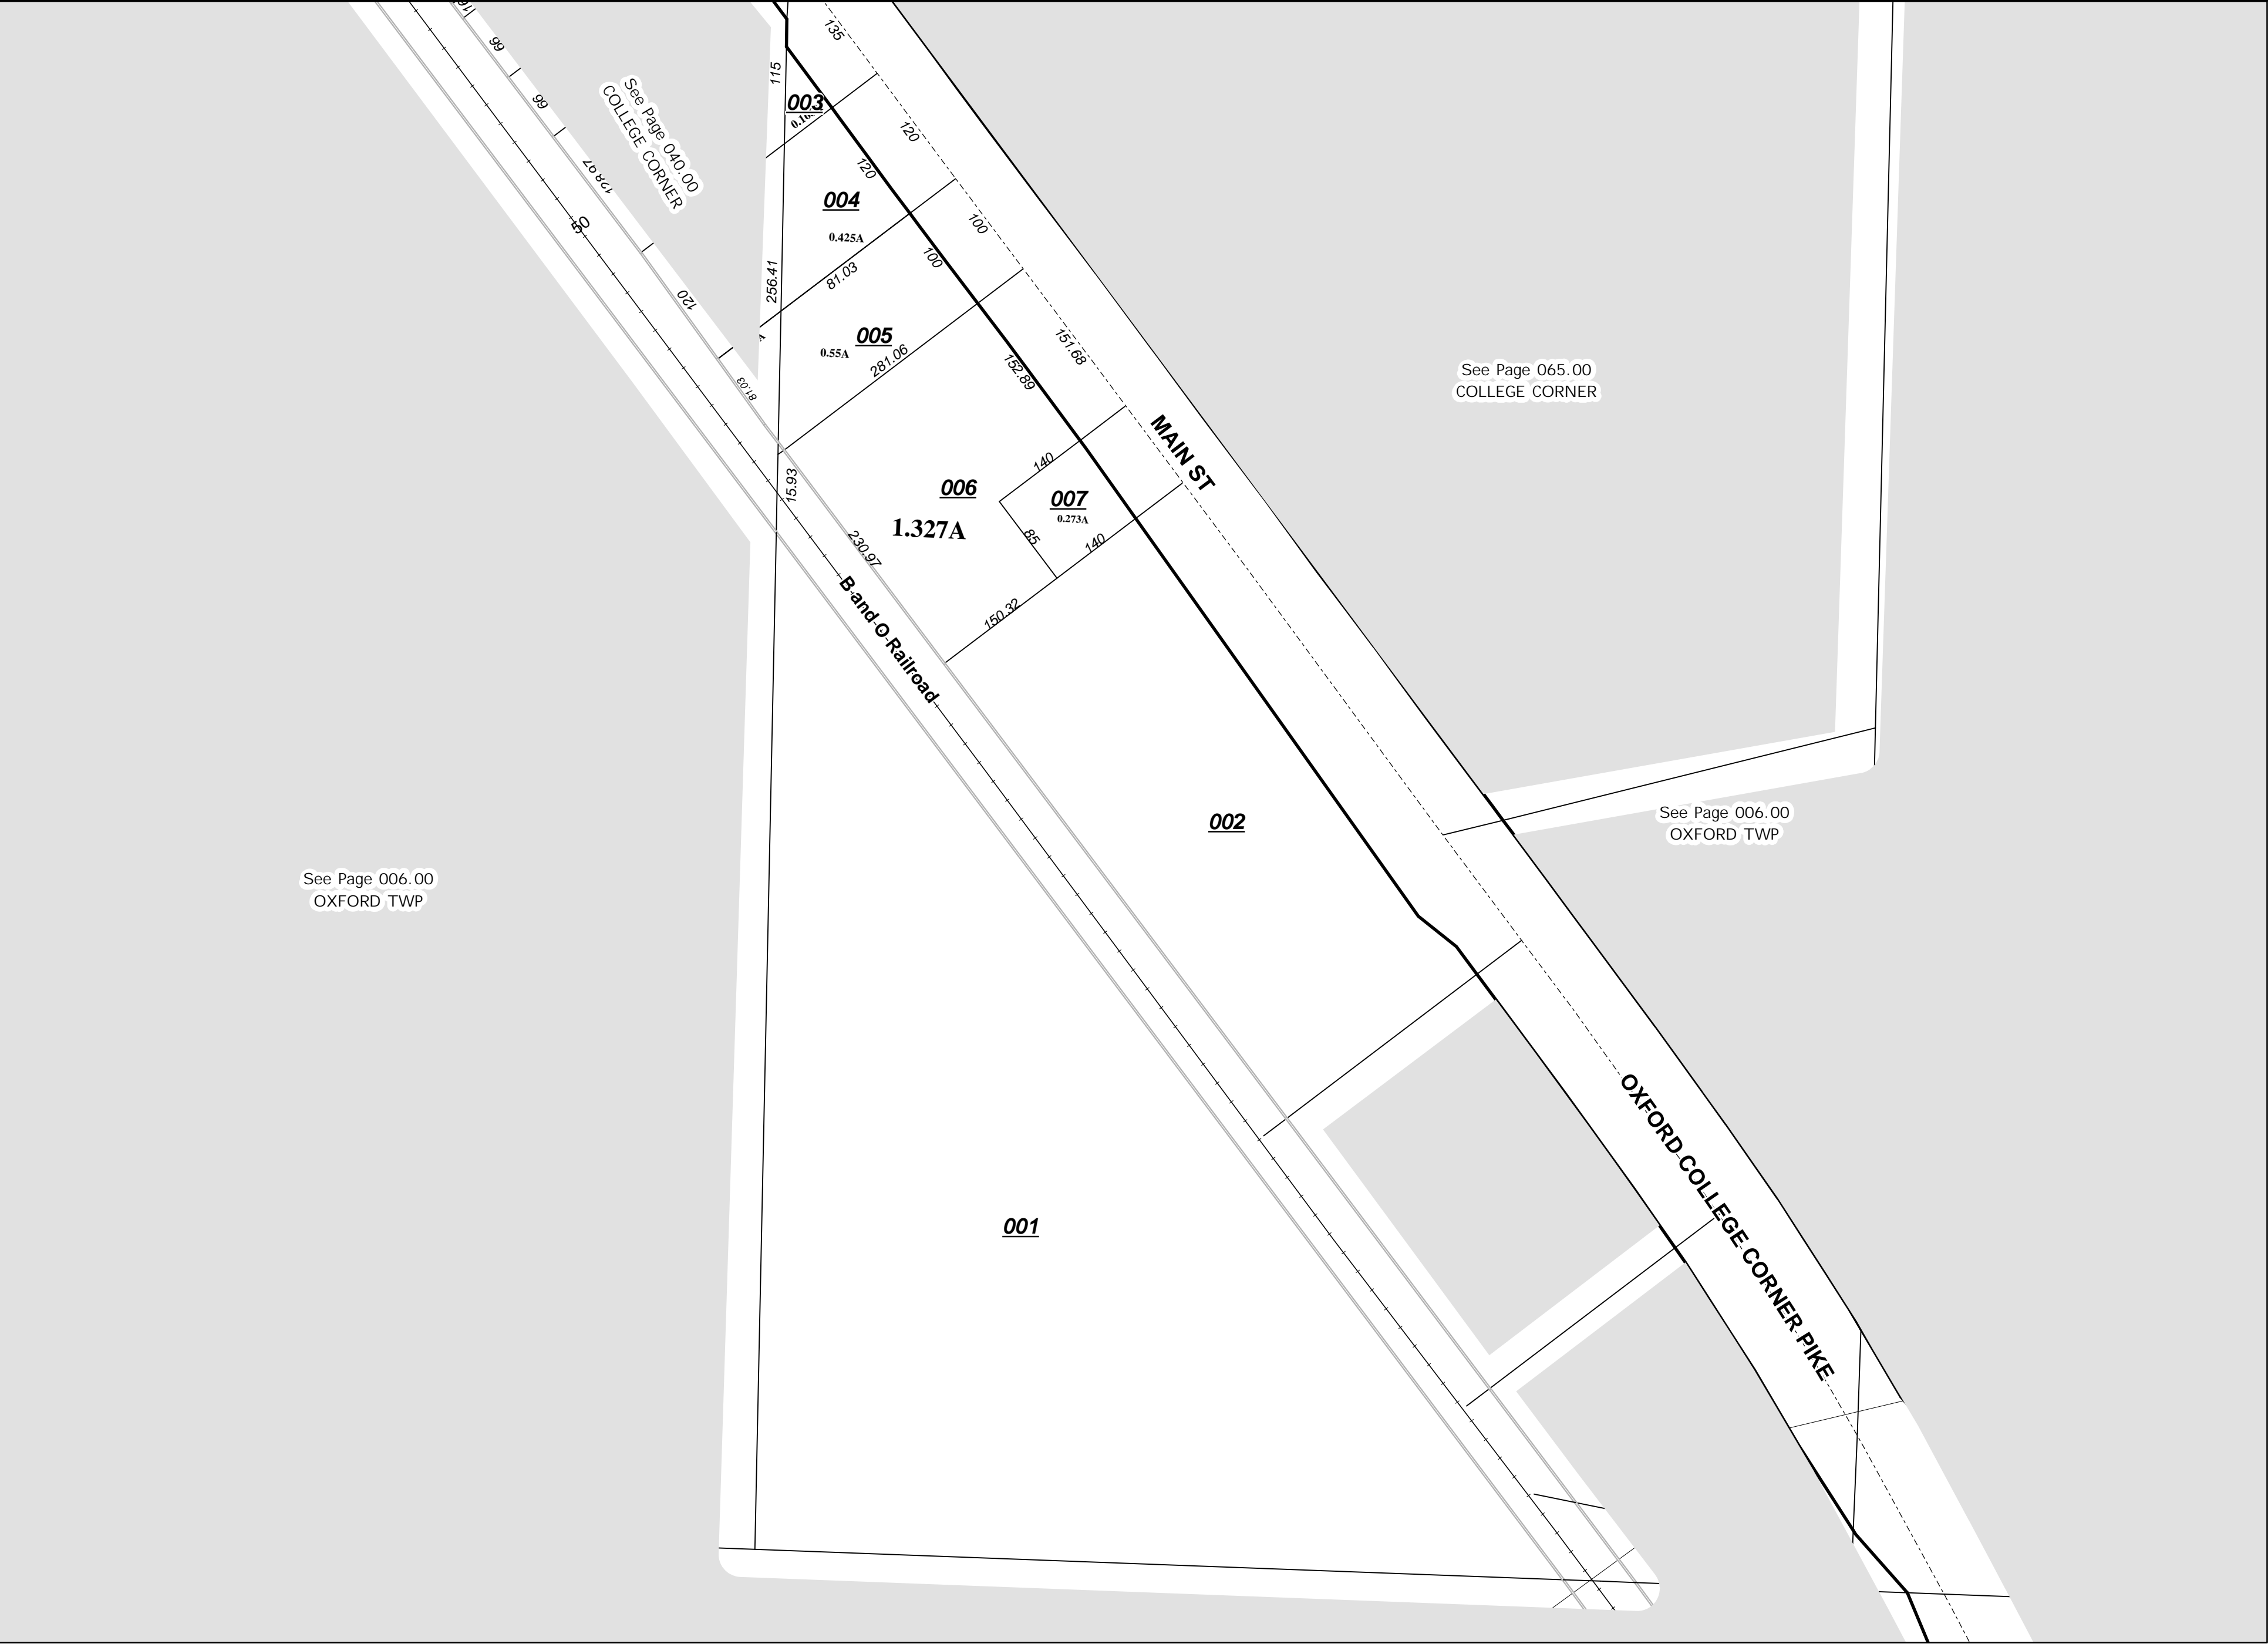 135
99
99
115
003
See Page 040.00
COLLEGE CORNER
120
120
128.97
004
0.425A
50
100
100
256.41
81.03
120
005
0.55A
281.06
151.68
152.89
81.03
See Page 065.00
COLLEGE CORNER
MAIN ST
140
15.93
006
007
0.273A
1.327A
85
140
230.97
150.32
B and O Railroad
002
See Page 006.00
OXFORD TWP
See Page 006.00
OXFORD TWP
OXFORD COLLEGE CORNER PIKE
001